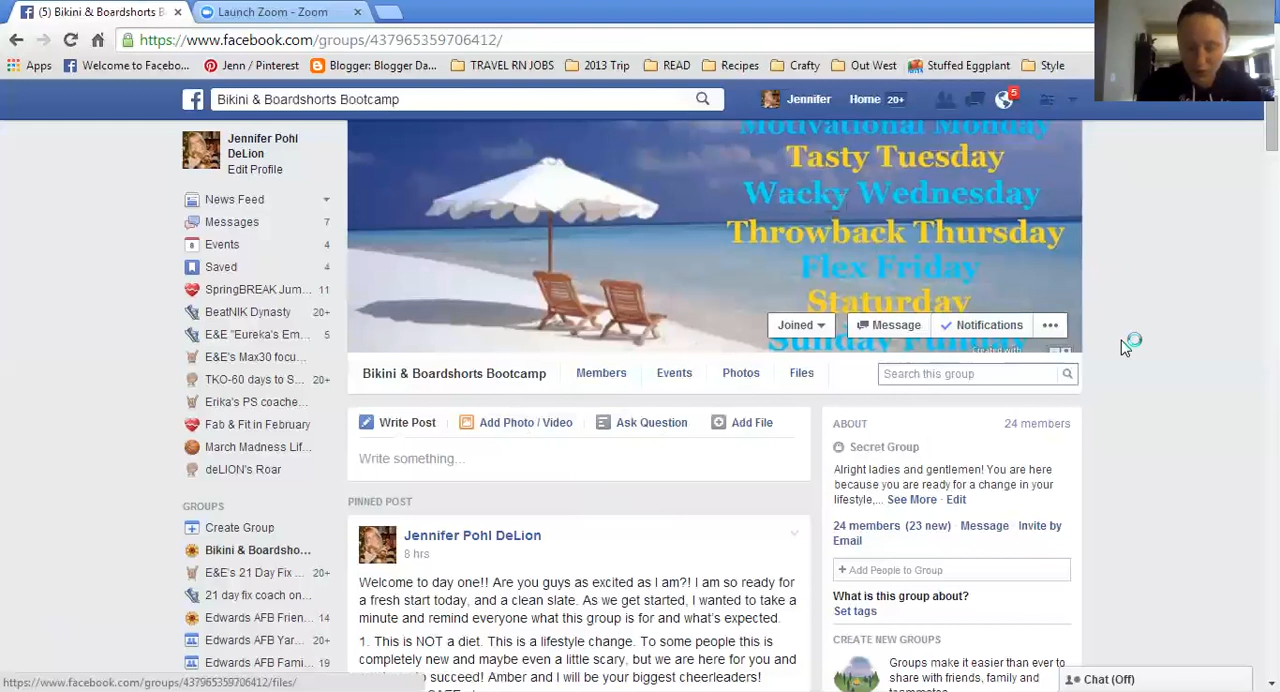 (5) Bikini & Boardshorts B
Launch Zoom - Zoom
https://www.facebook.com/groups/437965359706412/
Apps
Welcome to Facebo...
Jenn / Pinterest
Blogger: Blogger Da...
TRAVEL RN JOBS
2013 Trip
READ
Recipes
Crafty
Out West
Stuffed Eggplant
Style
Bikini & Boardshorts Bootcamp
Jennifer
Home 20+
5
Jennifer Pohl DeLion
Edit Profile
News Feed
Messages 7
Events 4
Saved 4
SpringBREAK Jum... 11
BeatnIK Dynasty 20+
E&E "Eureka's Em... 5
E&E's Max30 focu...
TKO-60 days to S... 20+
Erika's PS coache...
Fab & Fit in February
March Madness Lif...
deLION's Roar
GROUPS
Create Group
Bikini & Boardsho...
E&E's 21 Day Fix ... 20+
21 day fix coach on...
Edwards AFB Frien... 14
Edwards AFB Yar... 20+
Edwards AFB Fami... 19
Motivational Monday
Tasty Tuesday
Wacky Wednesday
Throwback Thursday
Flex Friday
Staturday
Sunday Funday
Created with
Joined
Message
Notifications
Bikini & Boardshorts Bootcamp
Members
Events
Photos
Files
Search this group
Write Post
Add Photo / Video
Ask Question
Add File
Write something...
PINNED POST
Jennifer Pohl DeLion
8 hrs
Welcome to day one!! Are you guys as excited as I am?! I am so ready for
a fresh start today, and a clean slate. As we get started, I wanted to take a
minute and remind everyone what this group is for and what's expected.
1. This is NOT a diet. This is a lifestyle change. To some people this is
completely new and maybe even a little scary, but we are here for you and
to succeed! Amber and I will be your biggest cheerleaders!
ABOUT 24 members
Secret Group
Alright ladies and gentlemen! You are here
because you are ready for a change in your
lifestyle,... See More · Edit
24 members (23 new) · Message · Invite by
Email
+ Add People to Group
What is this group about?
Set tags
CREATE NEW GROUPS
Groups make it easier than ever to
share with friends, family and
Chat (Off)
https://www.facebook.com/groups/437965359706412/files/